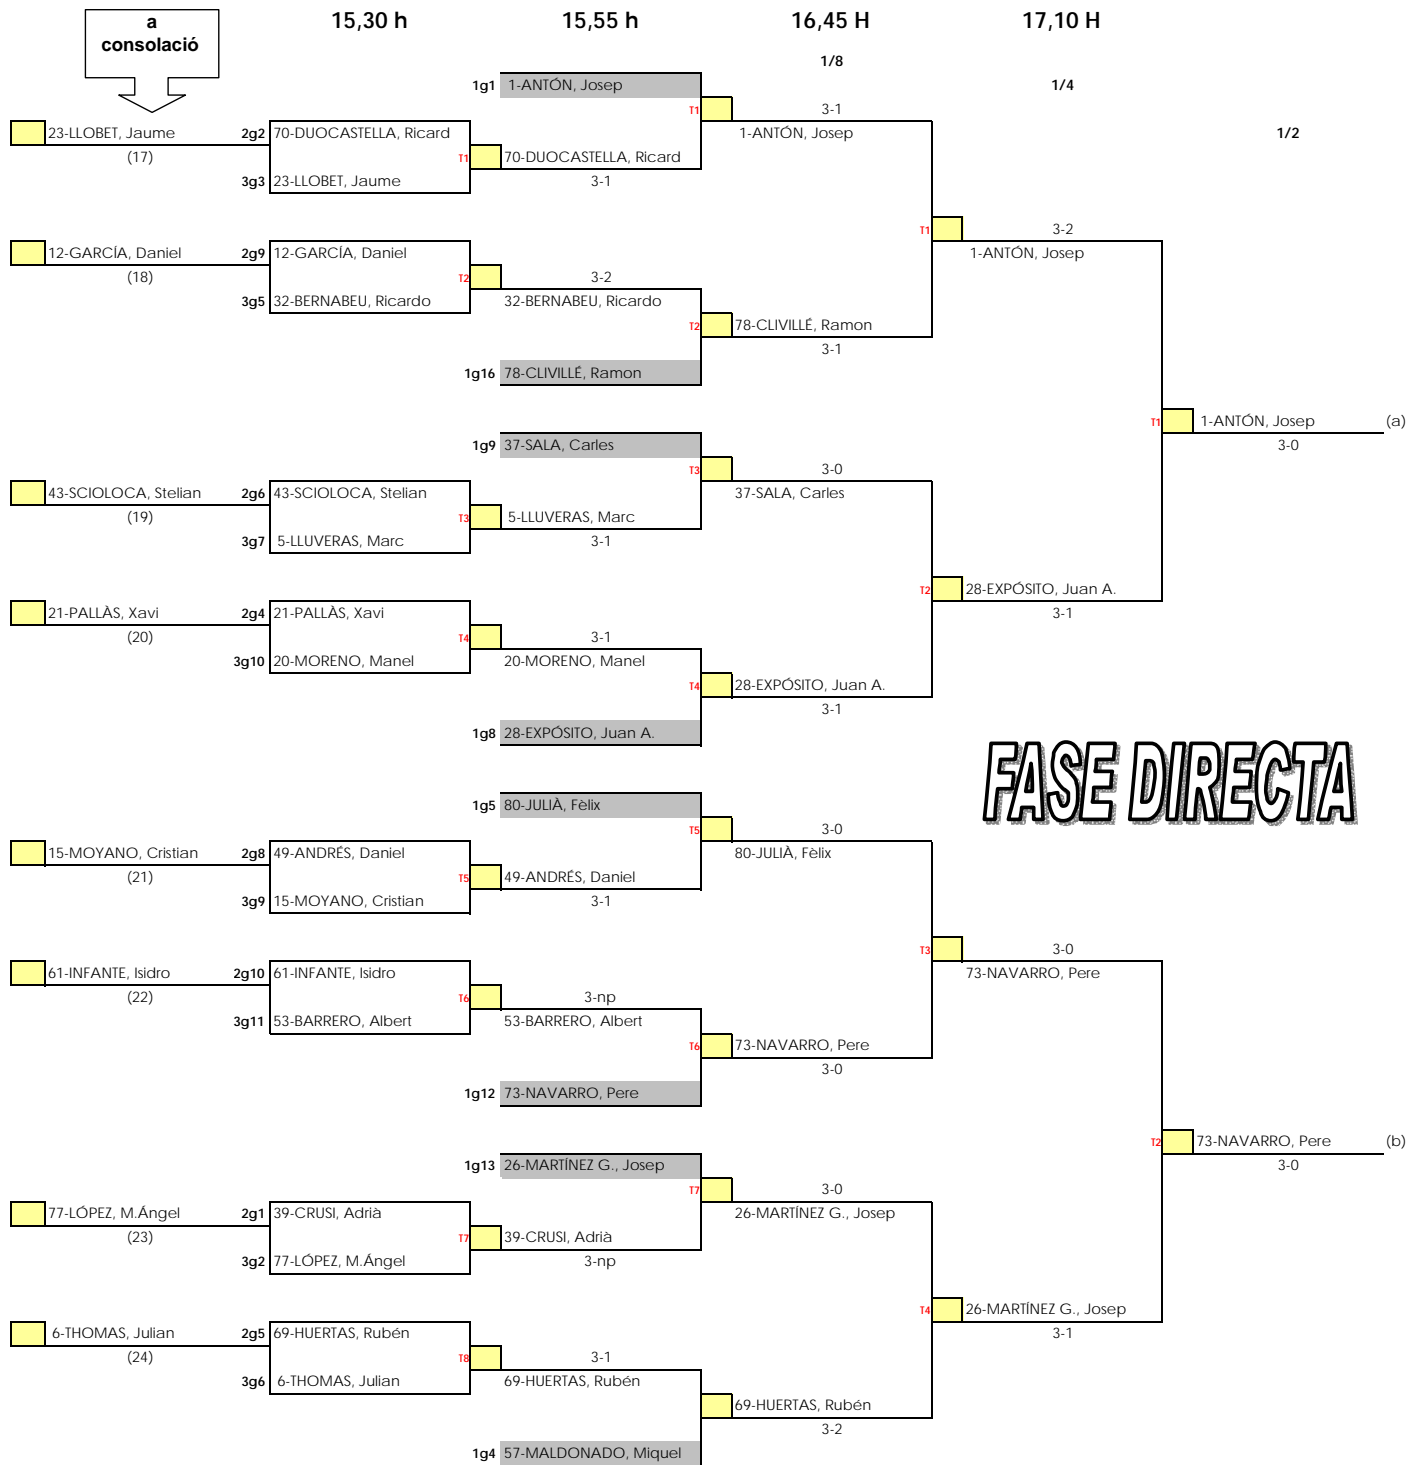 a
consolació
15,30 h
15,55 h
16,45 H
17,10 H
1/8
1g1 1-ANTÓN, Josep
1/4
T1 3-1
23-LLOBET, Jaume 2g2 70-DUOCASTELLA, Ricard
1-ANTÓN, Josep
1/2
(17) T1 70-DUOCASTELLA, Ricard
3g3 23-LLOBET, Jaume
3-1
T1 3-2
12-GARCÍA, Daniel 2g9 12-GARCÍA, Daniel
1-ANTÓN, Josep
(18) T2 3-2
3g5 32-BERNABEU, Ricardo
32-BERNABEU, Ricardo
T2 78-CLIVILLÉ, Ramon
3-1
1g16 78-CLIVILLÉ, Ramon
T1 1-ANTÓN, Josep (a)
3-0
1g9 37-SALA, Carles
T3 3-0
43-SCIOLOCA, Stelian 2g6 43-SCIOLOCA, Stelian
37-SALA, Carles
(19) T3 5-LLUVERAS, Marc
3g7 5-LLUVERAS, Marc
3-1
T2 28-EXPÓSITO, Juan A.
3-1
21-PALLÀS, Xavi 2g4 21-PALLÀS, Xavi
(20) T4 3-1
3g10 20-MORENO, Manel
20-MORENO, Manel
T4 28-EXPÓSITO, Juan A.
3-1
1g8 28-EXPÓSITO, Juan A.
FASE DIRECTA
1g5 80-JULIÀ, Fèlix
T5 3-0
15-MOYANO, Cristian 2g8 49-ANDRÉS, Daniel
80-JULIÀ, Fèlix
(21) T5 49-ANDRÉS, Daniel
3g9 15-MOYANO, Cristian
3-1
T3 3-0
61-INFANTE, Isidro 2g10 61-INFANTE, Isidro
73-NAVARRO, Pere
(22) T6 3-np
3g11 53-BARRERO, Albert
53-BARRERO, Albert
T6 73-NAVARRO, Pere
3-0
1g12 73-NAVARRO, Pere
T2 73-NAVARRO, Pere (b)
3-0
1g13 26-MARTÍNEZ G., Josep
T7 3-0
77-LÓPEZ, M.Ángel 2g1 39-CRUSI, Adrià
26-MARTÍNEZ G., Josep
(23) T7 39-CRUSI, Adrià
3g2 77-LÓPEZ, M.Ángel
3-np
T4 26-MARTÍNEZ G., Josep
3-1
6-THOMAS, Julian 2g5 69-HUERTAS, Rubén
(24) T8 3-1
3g6 6-THOMAS, Julian
69-HUERTAS, Rubén
69-HUERTAS, Rubén
3-2
1g4 57-MALDONADO, Miquel